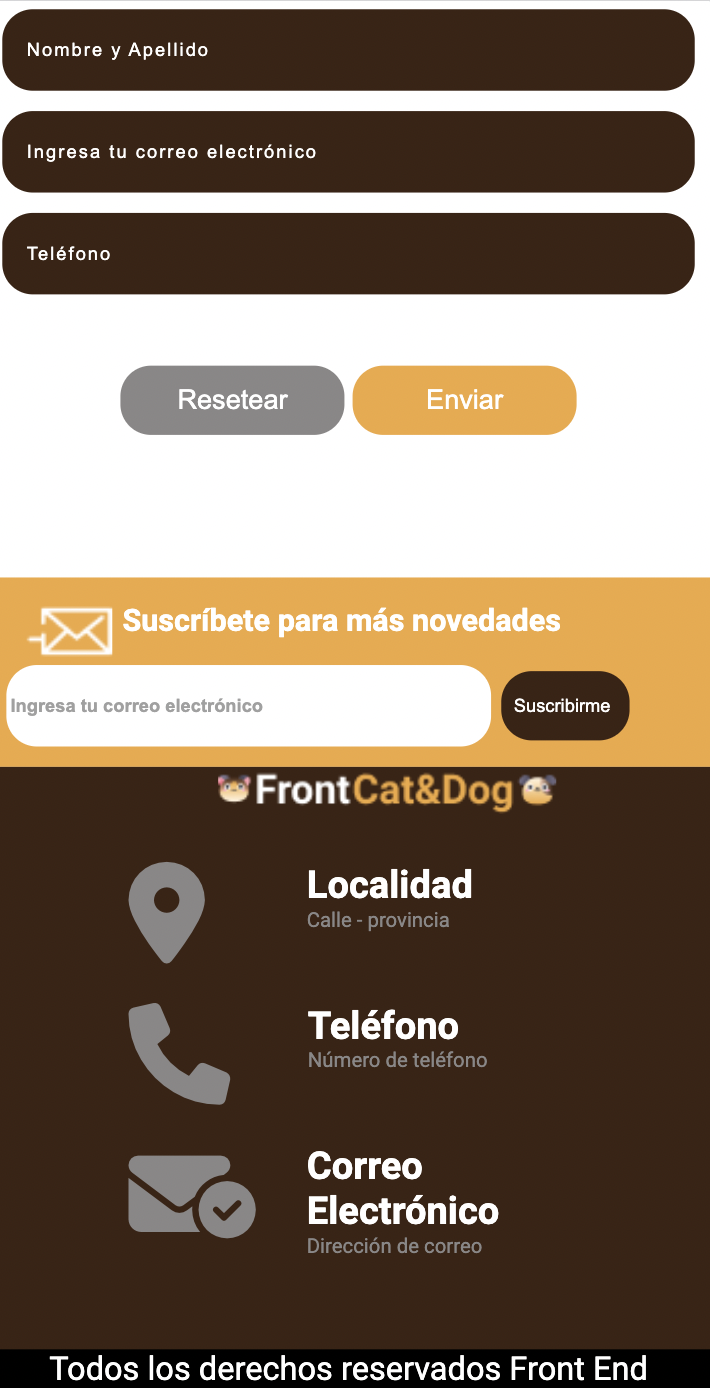 Nombre y Apellido
Ingresa tu correo electrónico
Teléfono
Resetear Enviar
Suscríbete para más novedades
Ingresa tu correo electrónico Suscribirme
FrontCat&Dog
Localidad
Calle - provincia
Teléfono
Número de teléfono
Correo
Electrónico
Dirección de correo
Todos los derechos reservados Front End